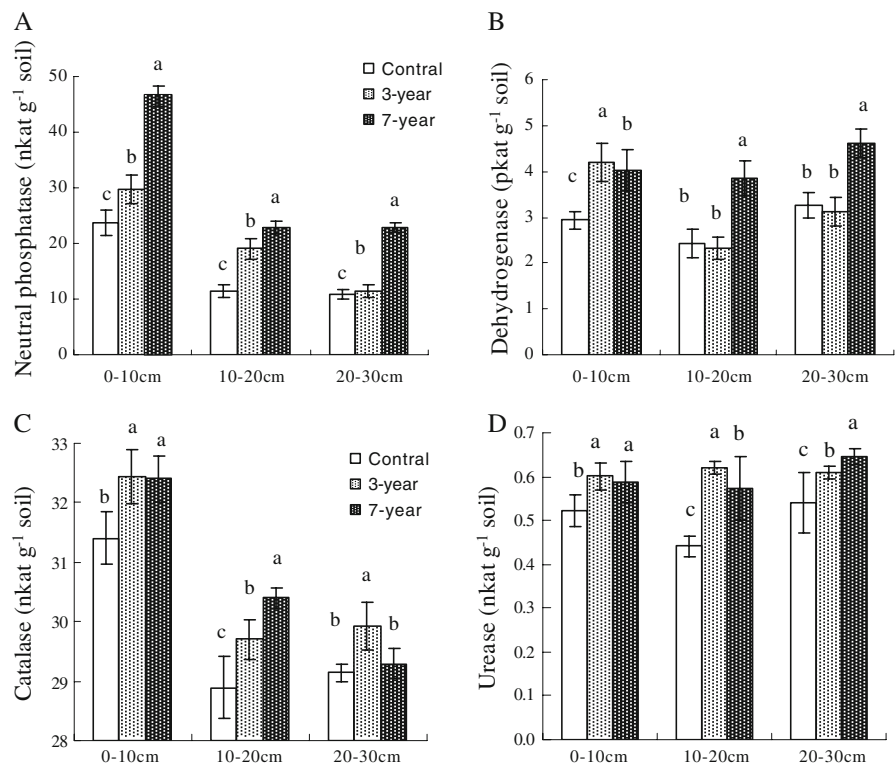 A
Neutral phosphatase (nkat g-1 soil)
50
40
30
20
10
0
Contral
3-year
7-year
c b a
c b a
c b a
0-10cm 10-20cm 20-30cm
B
Dehydrogenase (pkat g-1 soil)
6
5
4
3
2
1
0
c a b
b b a
b b a
0-10cm 10-20cm 20-30cm
C
Catalase (nkat g-1 soil)
33
32
31
30
29
28
Contral
3-year
7-year
b a a
c b a
b a b
0-10cm 10-20cm 20-30cm
D
Urease (nkat g-1 soil)
0.7
0.6
0.5
0.4
0.3
0.2
0.1
0.0
b a a
c a b
c b a
0-10cm 10-20cm 20-30cm